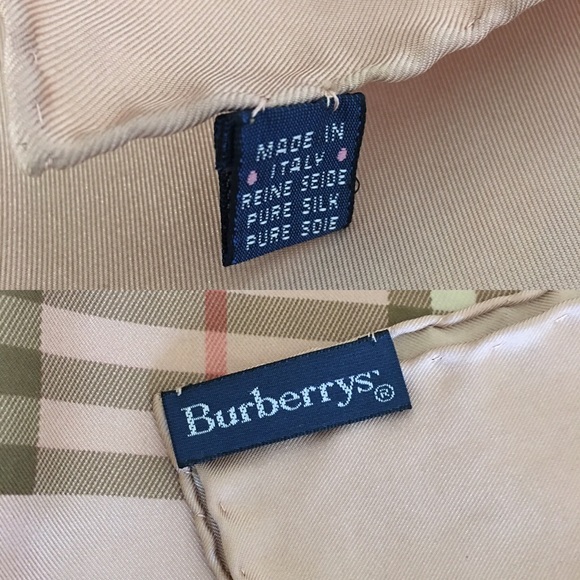 MADE IN
ITALY
REINE SEIDE
PURE SILK
PURE SOIE
Burberrys®